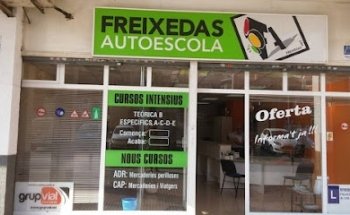 FREIXEDAS
AUTOESCOLA
CURSOS INTENSIUS
TEÒRICA B
ESPECÍFICS,A-C-D-E
Comença:
Acaba:
NOUS CURSOS
ADR: Mercaderies perilloses
CAP: Mercaderies i Viatgers
Oferta
Informa't ja !!
grupvial
L